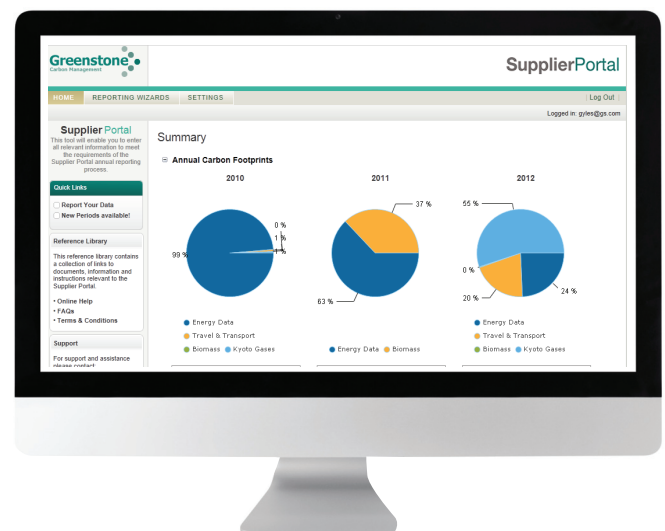 Greenstone
Carbon Management
SupplierPortal
HOME REPORTING WIZARDS SETTINGS
| Log Out |
Logged in: gyles@gs.com
Supplier Portal
This tool will enable you to enter
all relevant information to meet
the requirements of the
Supplier Portal annual reporting
process.
Quick Links
Report Your Data
New Periods available!
Reference Library
This reference library contains
a collection of links to
documents, information and
instructions relevant to the
Supplier Portal.
• Online Help
• FAQs
• Terms & Conditions
Support
For support and assistance
please contact:
Summary
Annual Carbon Footprints
2010
0 %
1 %
1 %
99 %
Energy Data
Travel & Transport
Biomass Kyoto Gases
2011
37 %
63 %
Energy Data Biomass
2012
55 %
0 %
20 %
24 %
Energy Data
Travel & Transport
Biomass Kyoto Gases